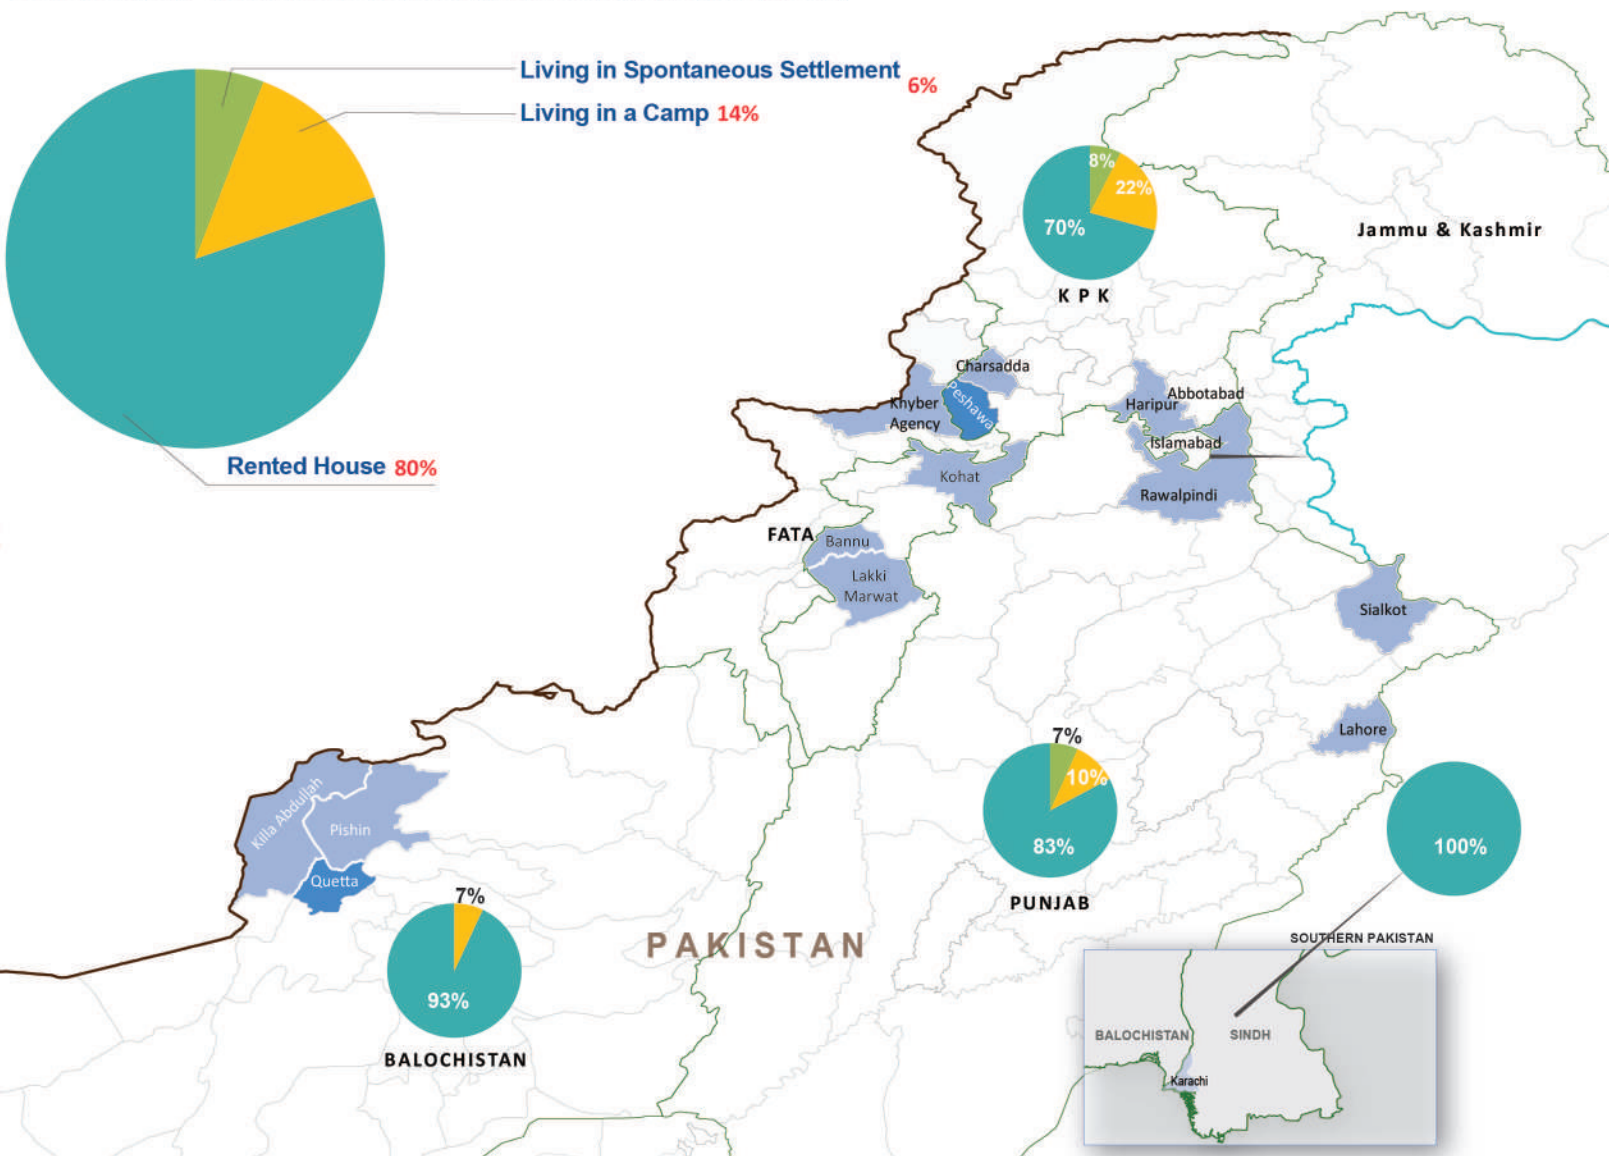 Living in Spontaneous Settlement 6%
Living in a Camp 14%
Rented House 80%
8%
22%
70%
K P K
Jammu & Kashmir
Charsadda
Peshawa
Khyber
Agency
Abbotabad
Haripur
Islamabad
Kohat
Rawalpindi
FATA
Bannu
Lakki
Marwat
Sialkot
Lahore
7%
10%
83%
PUNJAB
100%
Killa Abdullah
Pishin
Quetta
7%
93%
BALOCHISTAN
PAKISTAN
SOUTHERN PAKISTAN
BALOCHISTAN
SINDH
Karachi